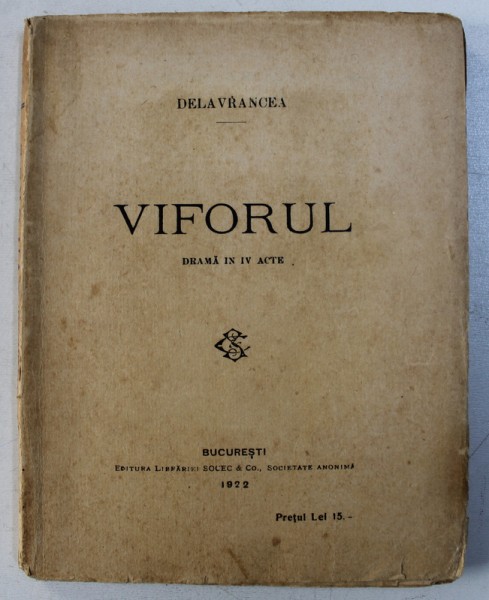 DELAVRANCEA
VIFORUL
DRAMĂ IN IV ACTE
BUCUREȘTI
EDITURA LIBRĂRIEI SOCEC & CO., SOCIETATE ANONIMĂ
1922
Prețul Lei 15.-